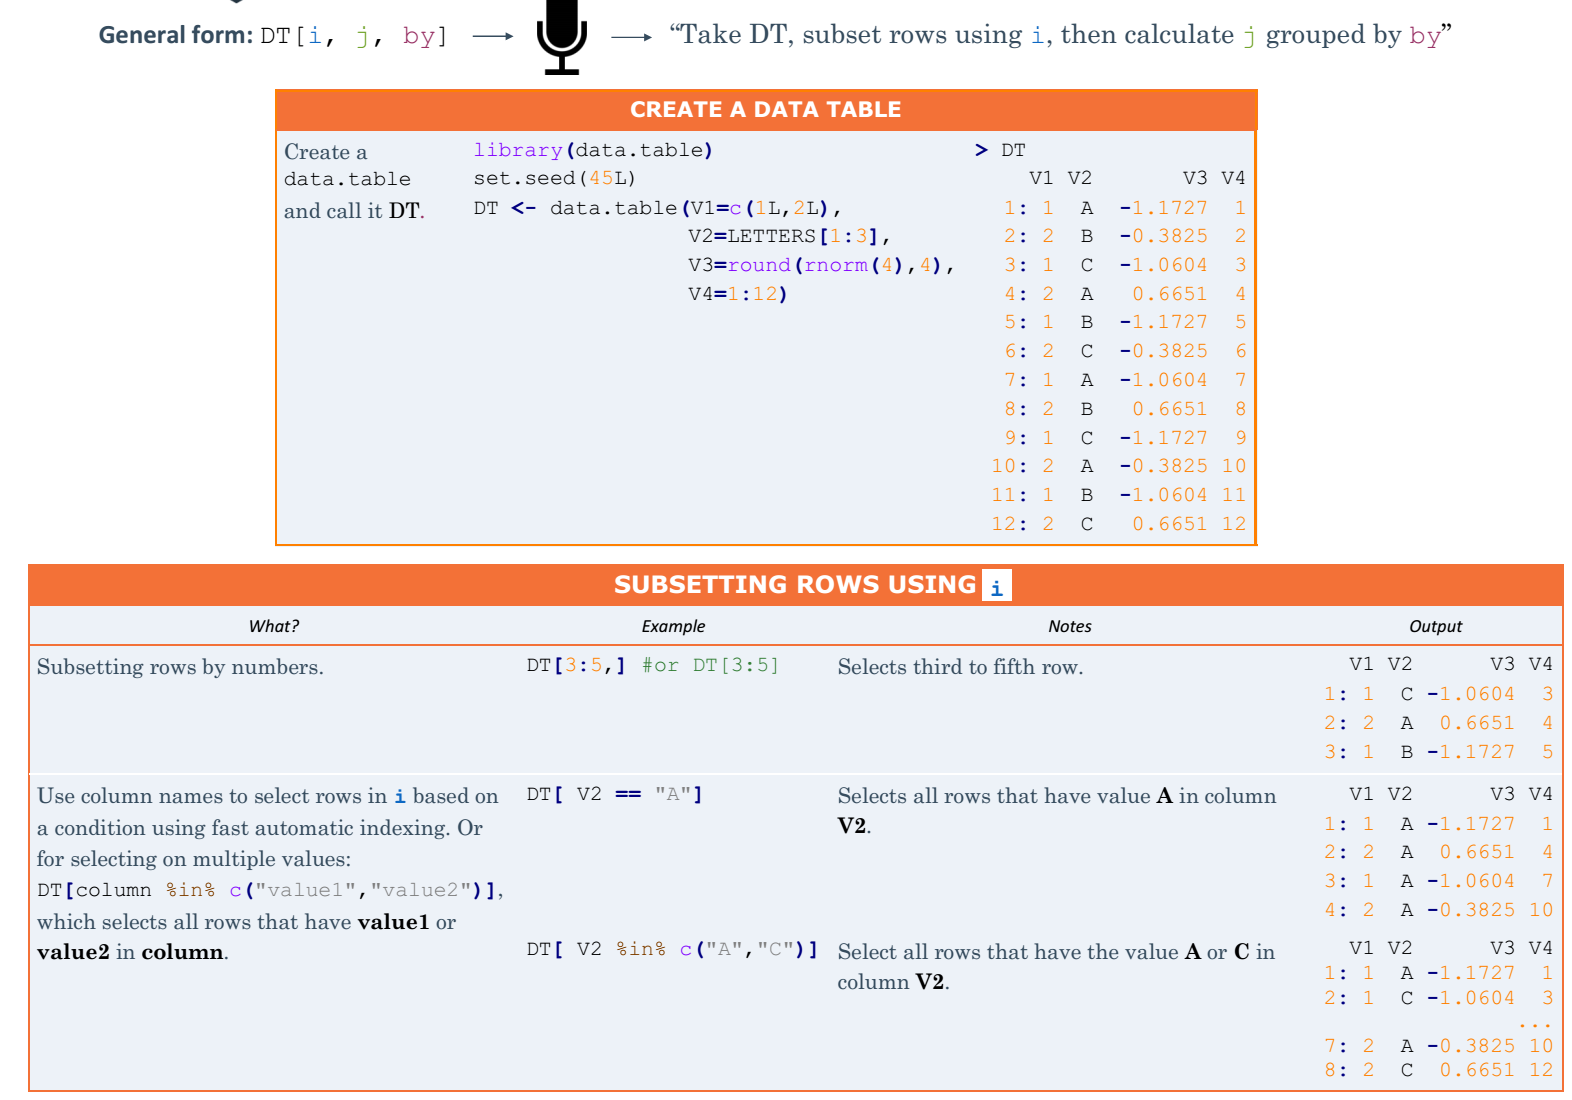 General form: DT[i, j, by] → → “Take DT, subset rows using i, then calculate j grouped by by”
CREATE A DATA TABLE
Create a
data.table
and call it DT.
library(data.table)
set.seed(45L)
DT <- data.table(V1=c(1L,2L),
V2=LETTERS[1:3],
V3=round(rnorm(4),4),
V4=1:12)
> DT
V1 V2 V3 V4
1: 1 A -1.1727 1
2: 2 B -0.3825 2
3: 1 C -1.0604 3
4: 2 A 0.6651 4
5: 1 B -1.1727 5
6: 2 C -0.3825 6
7: 1 A -1.0604 7
8: 2 B 0.6651 8
9: 1 C -1.1727 9
10: 2 A -0.3825 10
11: 1 B -1.0604 11
12: 2 C 0.6651 12
SUBSETTING ROWS USING i
What? Example Notes Output
Subsetting rows by numbers.
DT[3:5,] #or DT[3:5]
Selects third to fifth row.
V1 V2 V3 V4
1: 1 C -1.0604 3
2: 2 A 0.6651 4
3: 1 B -1.1727 5
Use column names to select rows in i based on
a condition using fast automatic indexing. Or
for selecting on multiple values:
DT[column %in% c("value1","value2")],
which selects all rows that have value1 or
value2 in column.
DT[ V2 == "A"]
Selects all rows that have value A in column
V2.
V1 V2 V3 V4
1: 1 A -1.1727 1
2: 2 A 0.6651 4
3: 1 A -1.0604 7
4: 2 A -0.3825 10
DT[ V2 %in% c("A","C")]
Select all rows that have the value A or C in
column V2.
V1 V2 V3 V4
1: 1 A -1.1727 1
2: 1 C -1.0604 3
...
7: 2 A -0.3825 10
8: 2 C 0.6651 12